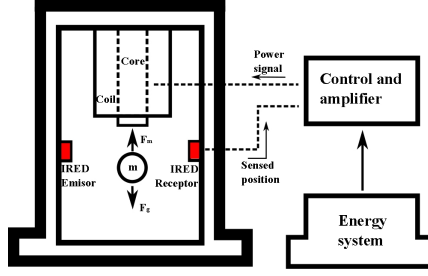 Core
Coil
Fm
m
Fg
IRED
Emisor
IRED
Receptor
Power
signal
Sensed
position
Control and
amplifier
Energy
system